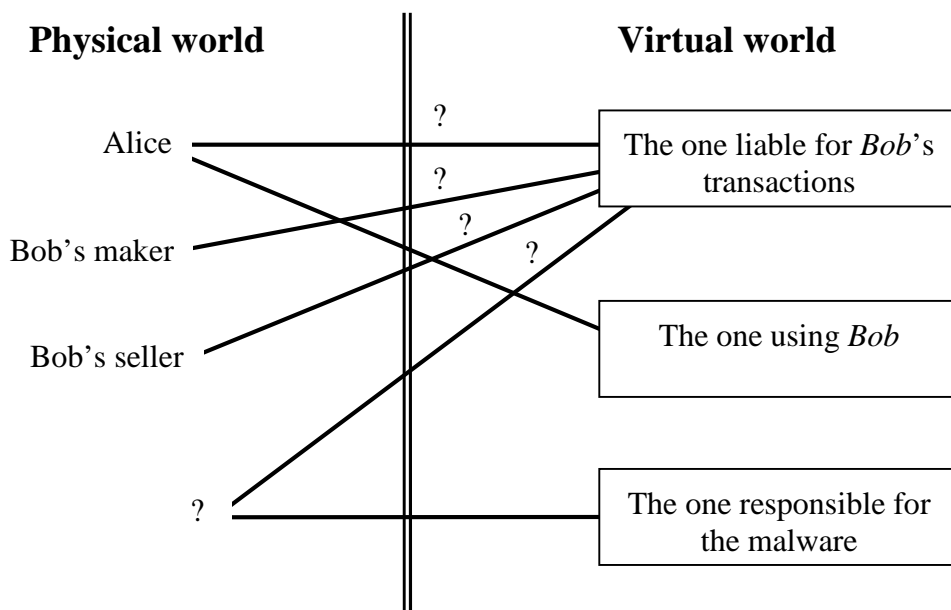 Physical world
Virtual world
?
Alice
The one liable for Bob’s
transactions
?
?
Bob’s maker
?
The one using Bob
Bob’s seller
?
The one responsible for
the malware